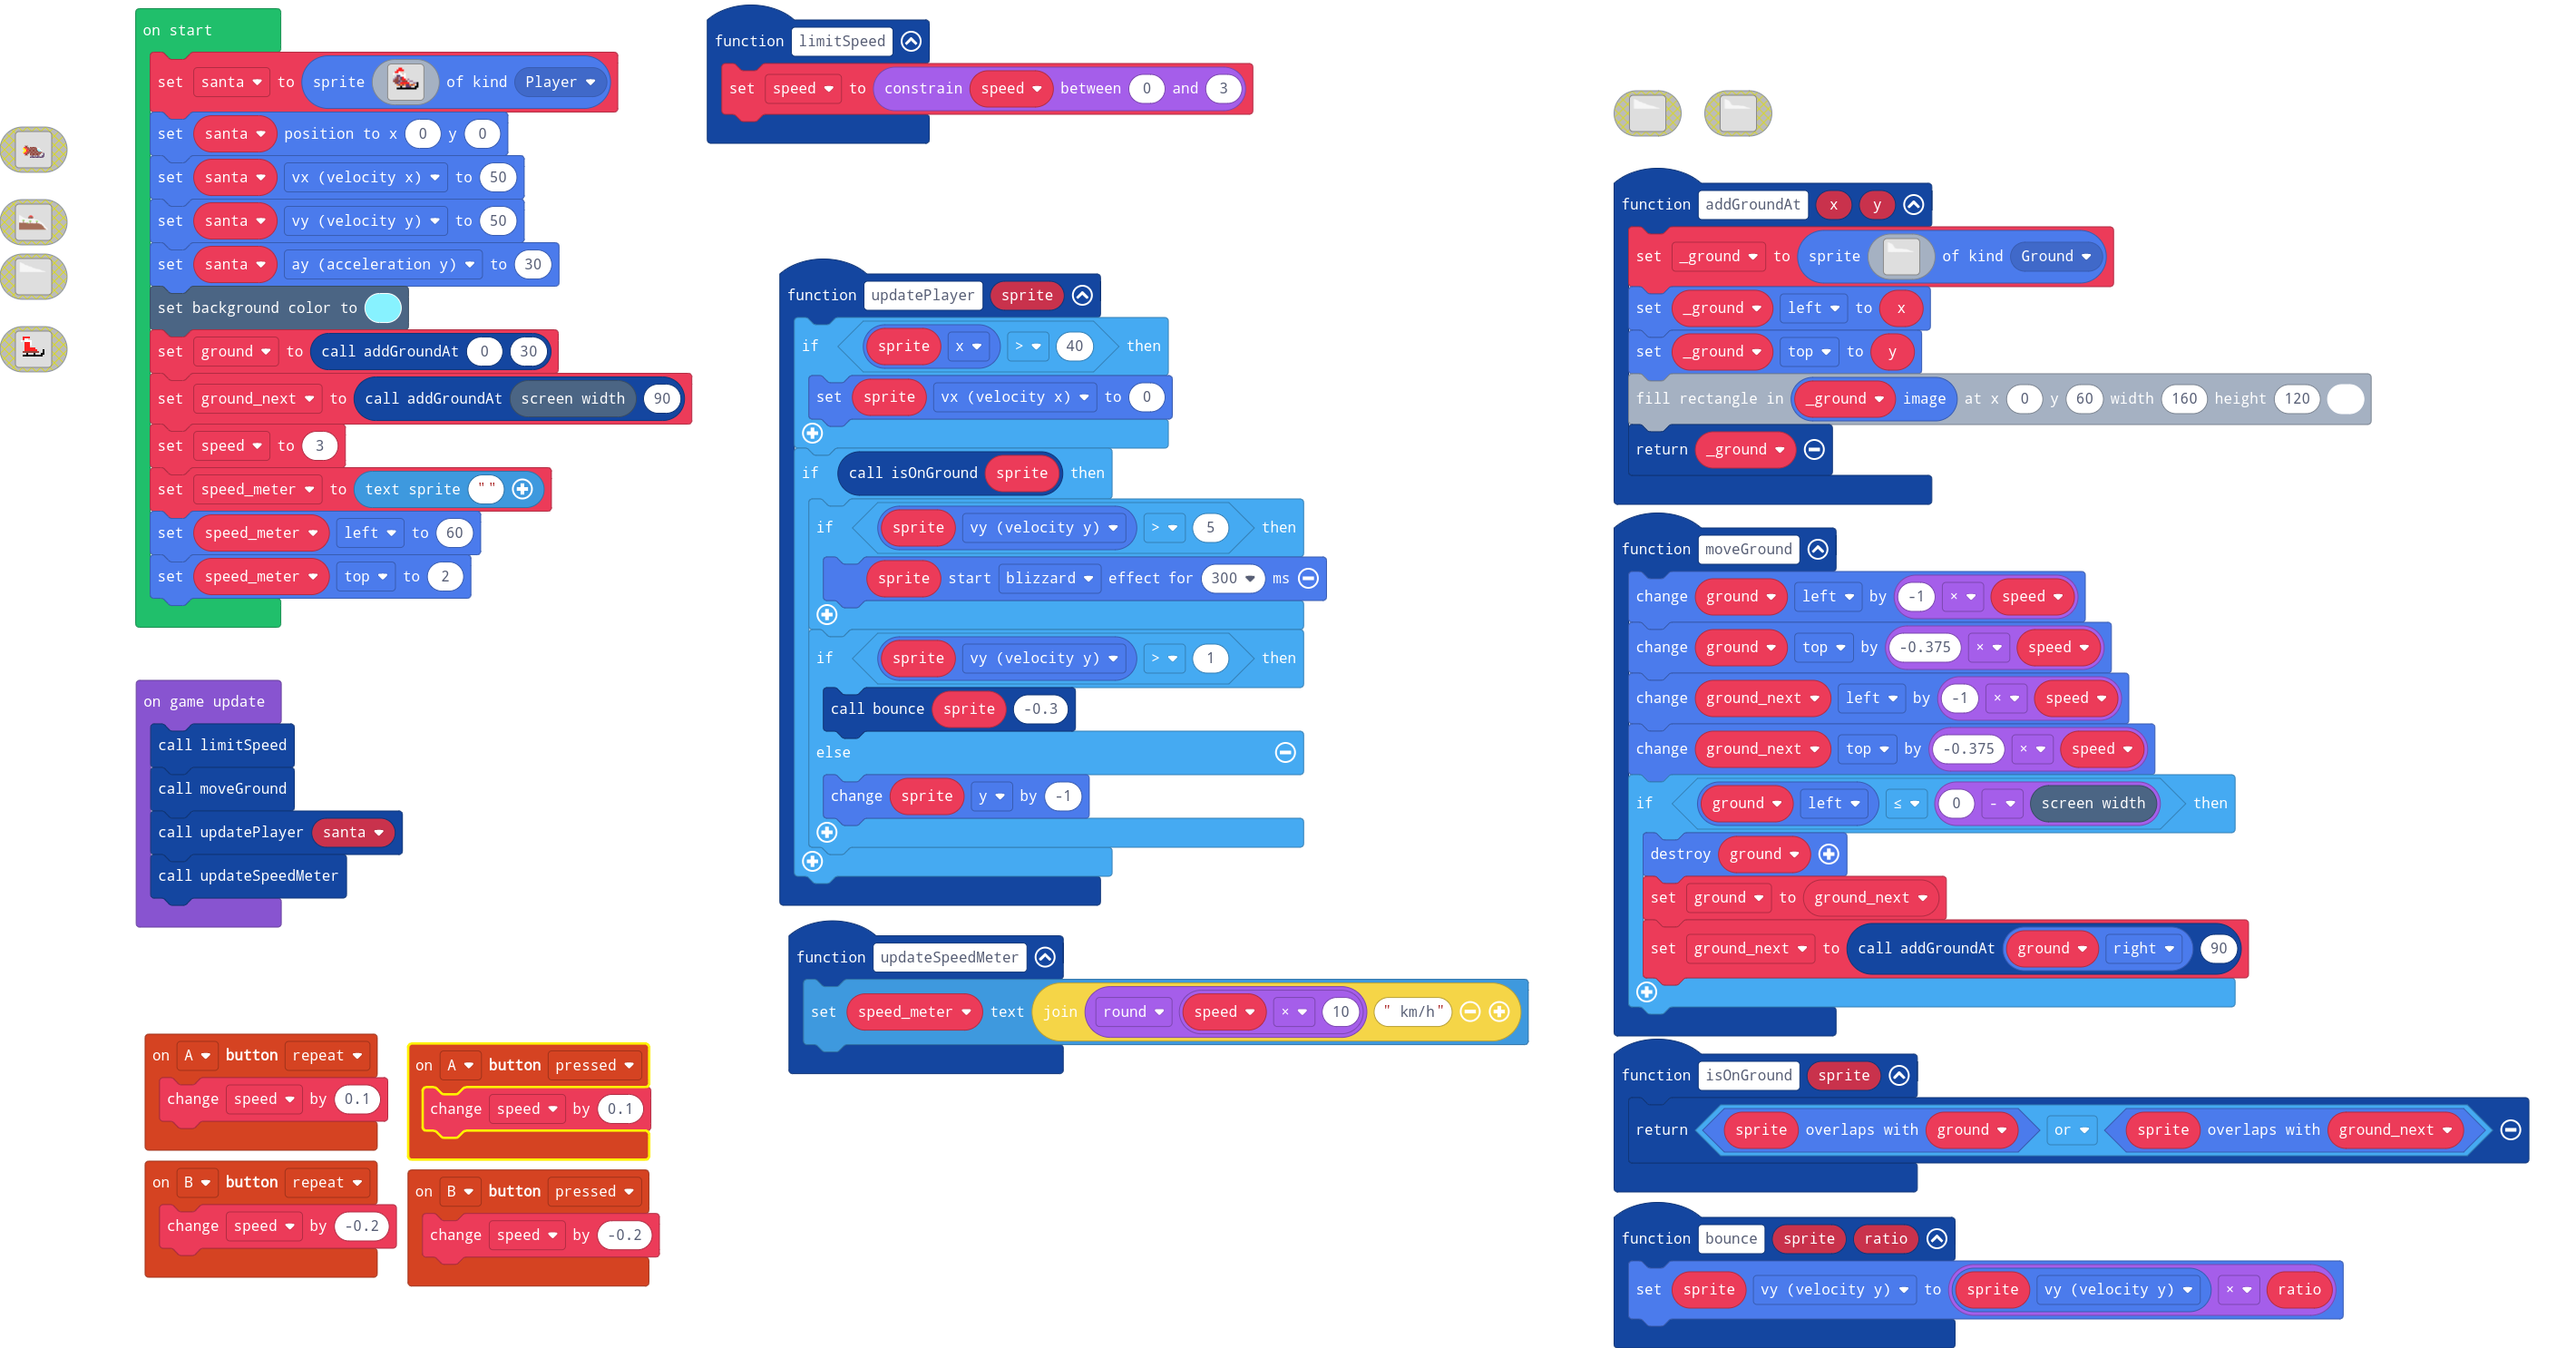 on start
set santa to sprite of kind Player
set santa position to x 0 y 0
set santa vx (velocity x) to 50
set santa vy (velocity y) to 50
set santa ay (acceleration y) to 30
set background color to
set ground to call addGroundAt 0 30
set ground_next to call addGroundAt screen width 90
set speed to 3
set speed_meter to text sprite " "
set speed_meter left to 60
set speed_meter top to 2
on game update
call limitSpeed
call moveGround
call updatePlayer santa
call updateSpeedMeter
on A button repeat
change speed by 0.1
on B button repeat
change speed by -0.2
on A button pressed
change speed by 0.1
on B button pressed
change speed by -0.2
function limitSpeed
set speed to constrain speed between 0 and 3
function updatePlayer sprite
if sprite x > 40 then
set sprite vx (velocity x) to 0
if call isOnGround sprite then
if sprite vy (velocity y) > 5 then
sprite start blizzard effect for 300 ms
if sprite vy (velocity y) > 1 then
call bounce sprite -0.3
else
change sprite y by -1
function updateSpeedMeter
set speed_meter text join round speed × 10 " km/h"
function addGroundAt x y
set _ground to sprite of kind Ground
set _ground left to x
set _ground top to y
fill rectangle in _ground image at x 0 y 60 width 160 height 120
return _ground
function moveGround
change ground left by -1 × speed
change ground top by -0.375 × speed
change ground_next left by -1 × speed
change ground_next top by -0.375 × speed
if ground left ≤ 0 - screen width then
destroy ground
set ground to ground_next
set ground_next to call addGroundAt ground right 90
function isOnGround sprite
return sprite overlaps with ground or sprite overlaps with ground_next
function bounce sprite ratio
set sprite vy (velocity y) to sprite vy (velocity y) × ratio